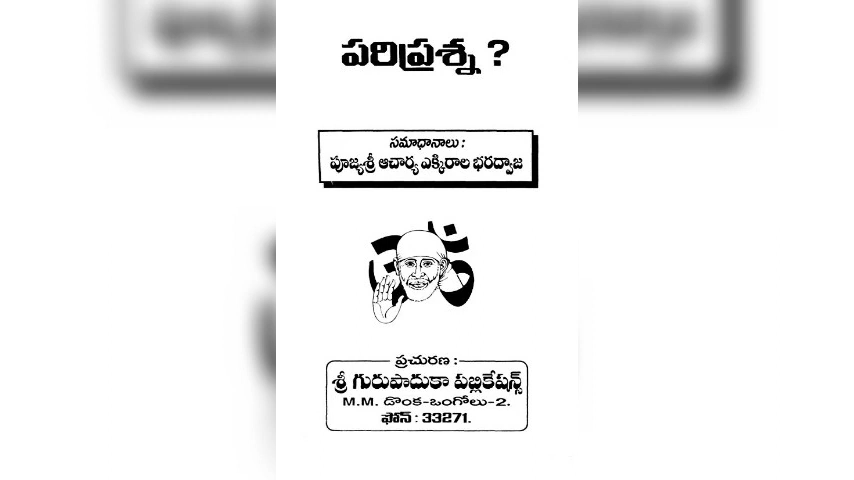 పరిప్రశ్న ?
సమాధానాలు :
పూజ్యశ్రీ ఆచార్య ఎక్కిరాల భరద్వాజ
ప్రచురణ :
శ్రీ గురుపాదుకా పబ్లికేషన్స్
M.M. డొంక-ఒంగోలు-2.
ఫోన్ : 33271.